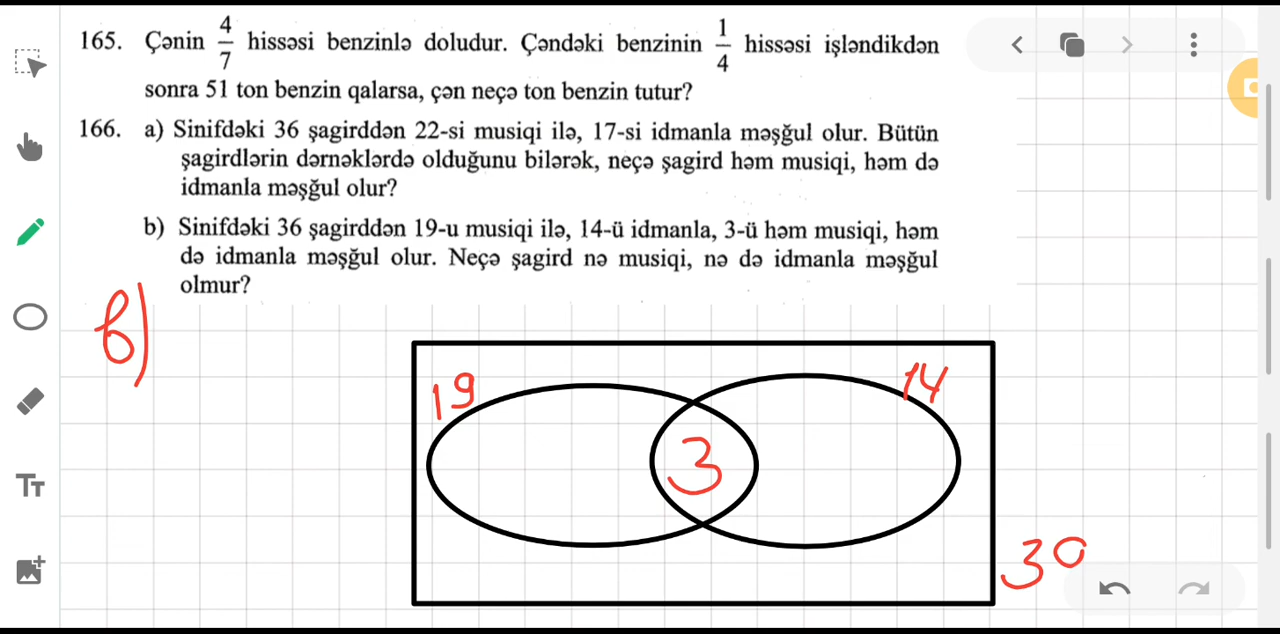 165. Çənin 4/7 hissəsi benzinlə doludur. Çəndəki benzinin 1/4 hissəsi işləndikdən
sonra 51 ton benzin qalarsa, çən neçə ton benzin tutur?
166. a) Sinifdəki 36 şagirddən 22-si musiqi ilə, 17-si idmanla məşğul olur. Bütün
şagirdlərin dərnəklərdə olduğunu bilərək, neçə şagird həm musiqi, həm də
idmanla məşğul olur?
b) Sinifdəki 36 şagirddən 19-u musiqi ilə, 14-ü idmanla, 3-ü həm musiqi, həm
də idmanla məşğul olur. Neçə şagird nə musiqi, nə də idmanla məşğul
olmur?
b)
19 14
3
30
TT